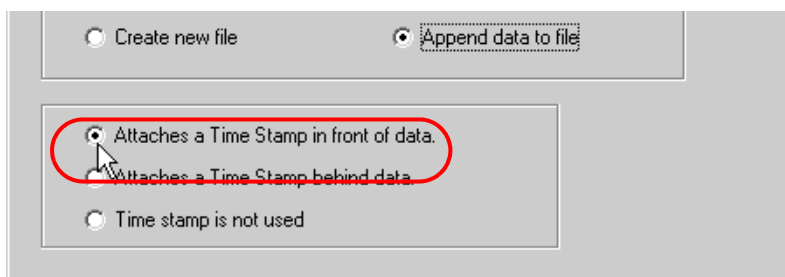 Create new file Append data to file
Attaches a Time Stamp in front of data.
Attaches a Time Stamp behind data.
Time stamp is not used